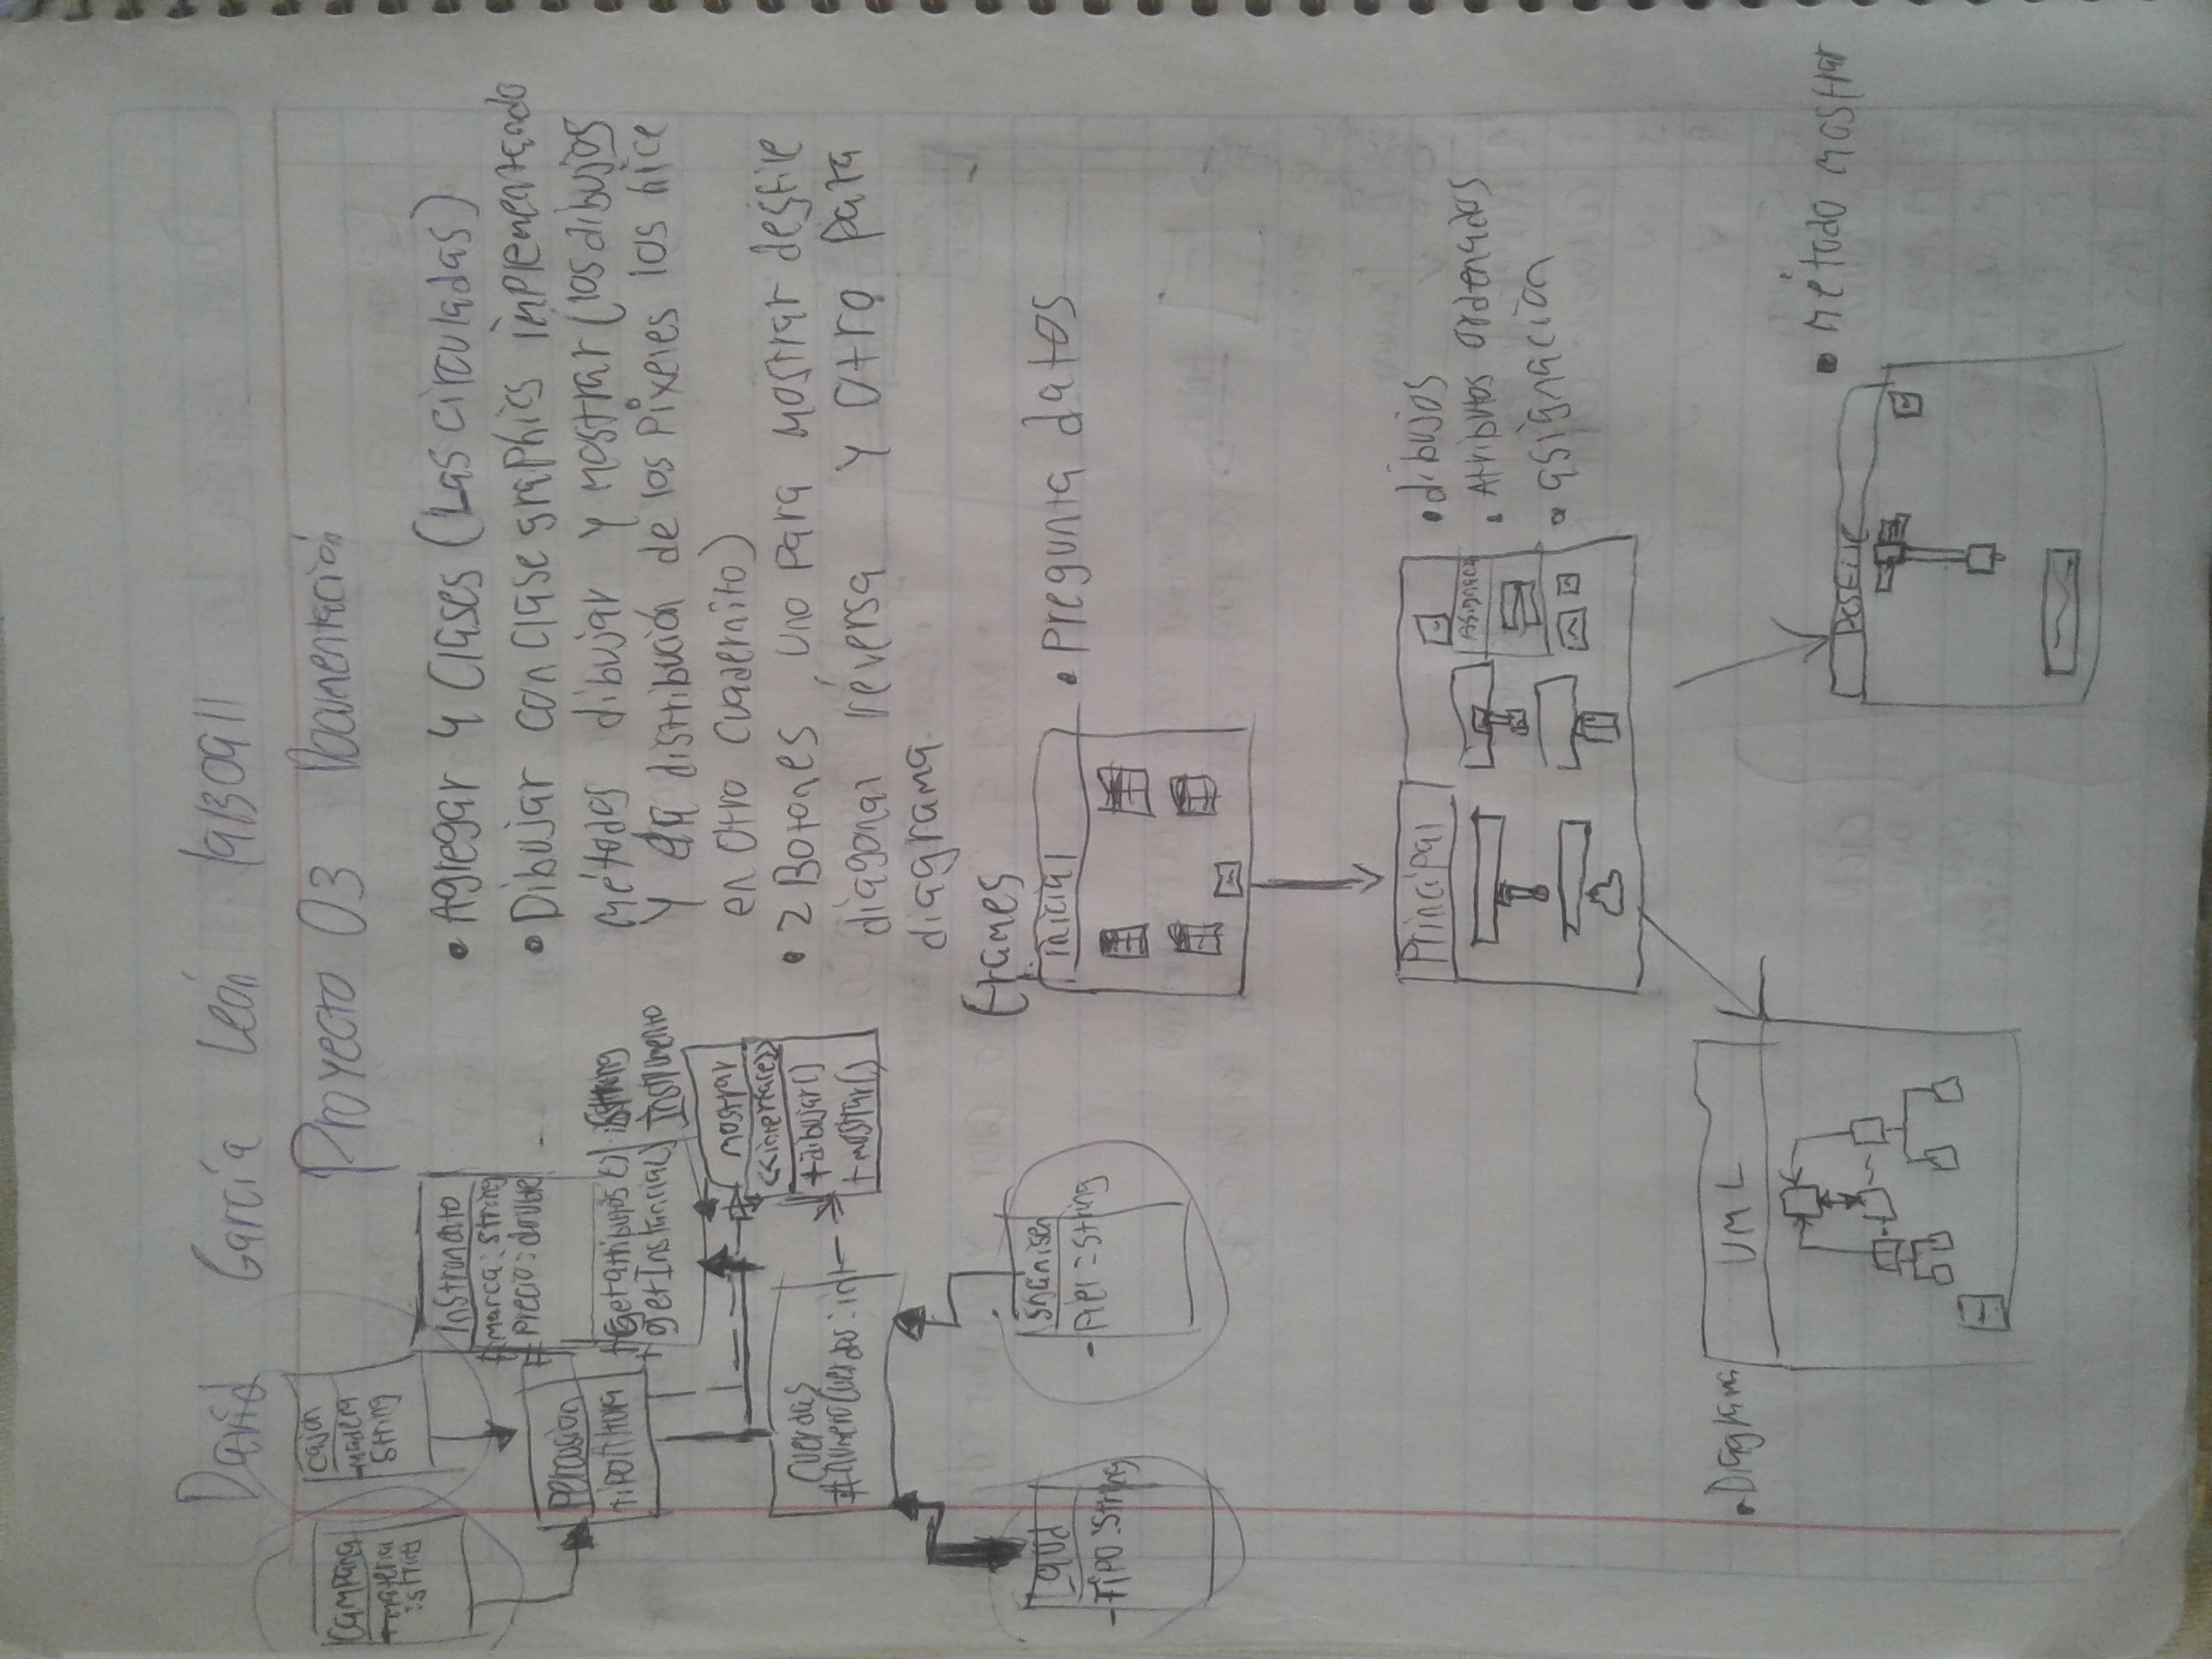 David García León 19130911
Proyecto 03 Documentación
Campana
-material
:string
Cajon
-madera
String
Instrumento
#marca: string
# Precio: double
+getatributos() : String
+getInstancia() Instrumento
Percusion
tipo
mostrar
<<interface>>
+dibujar()
+mostrar()
Cuerdas
#numeroCuerdas: int
Laud
-Tipo: String
Shamisen
-Piel = String
• Agregar 4 Clases (Las circuladas)
• Dibujar con Clase graphics inplementando
métodos dibujar y mostrar (los dibujos
y la distribución de los Pixeles los hice
en Otro Cuadernito)
• 2 Botones, uno para mostrar desfile
diagonal reversa y Otro para
diagrama
Frames
inicial
• Pregunta datos
Principal
Asignació
• dibujos
• Atributos ordenados
• asignación
• Diagrama
UML
Desfile
• método mostrar